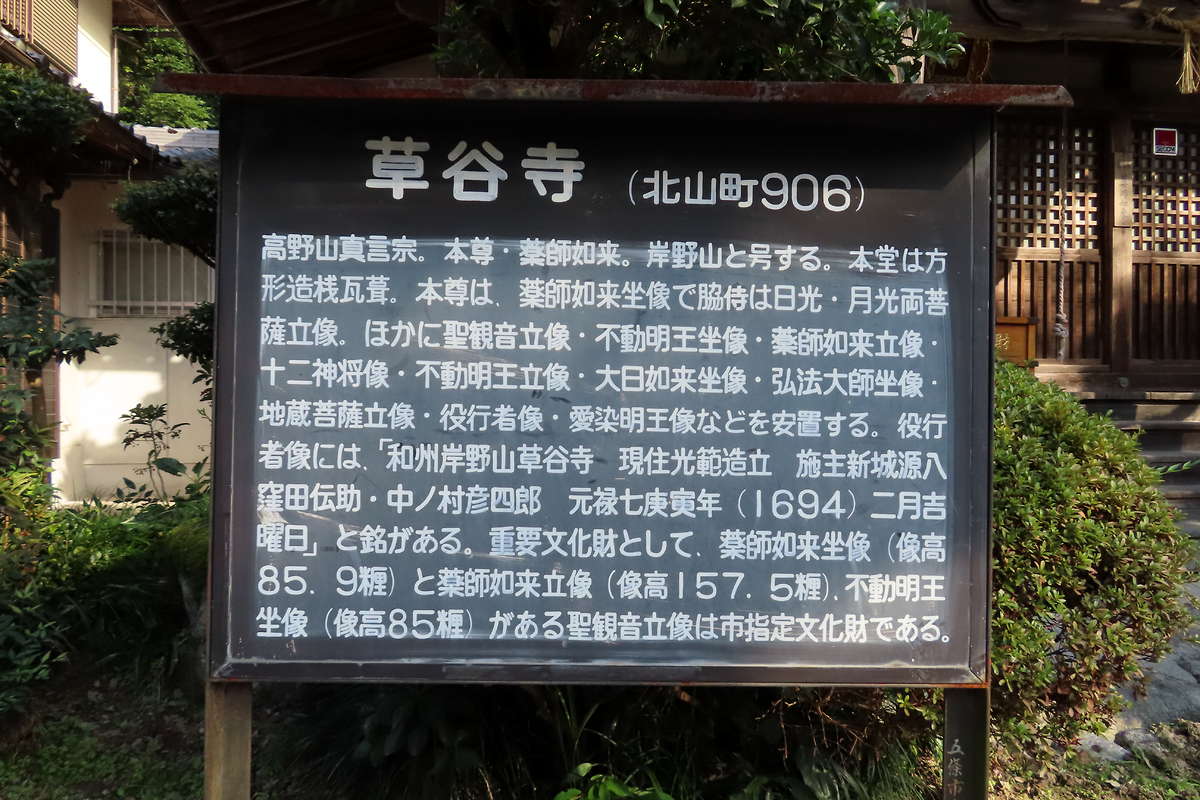 草谷寺 (北山町906)
高野山真言宗。本尊・薬師如来。岸野山と号する。本堂は方
形造桟瓦葺。本尊は、薬師如来坐像で脇侍は日光・月光両菩
薩立像。ほかに聖観音立像・不動明王坐像・薬師如来立像・
十二神将像・不動明王立像・大日如来坐像・弘法大師坐像・
地蔵菩薩立像・役行者像・愛染明王像などを安置する。役行
者像には、「和州岸野山草谷寺 現住光範造立 施主新城源八
窪田伝助・中ノ村彦四郎 元禄七庚寅年(1694)二月吉
曜日」と銘がある。重要文化財として、薬師如来坐像(像高
85.9糎)と薬師如来立像(像高157.5糎)、不動明王
坐像(像高85糎)がある聖観音立像は市指定文化財である。
五條市
SECOM
財